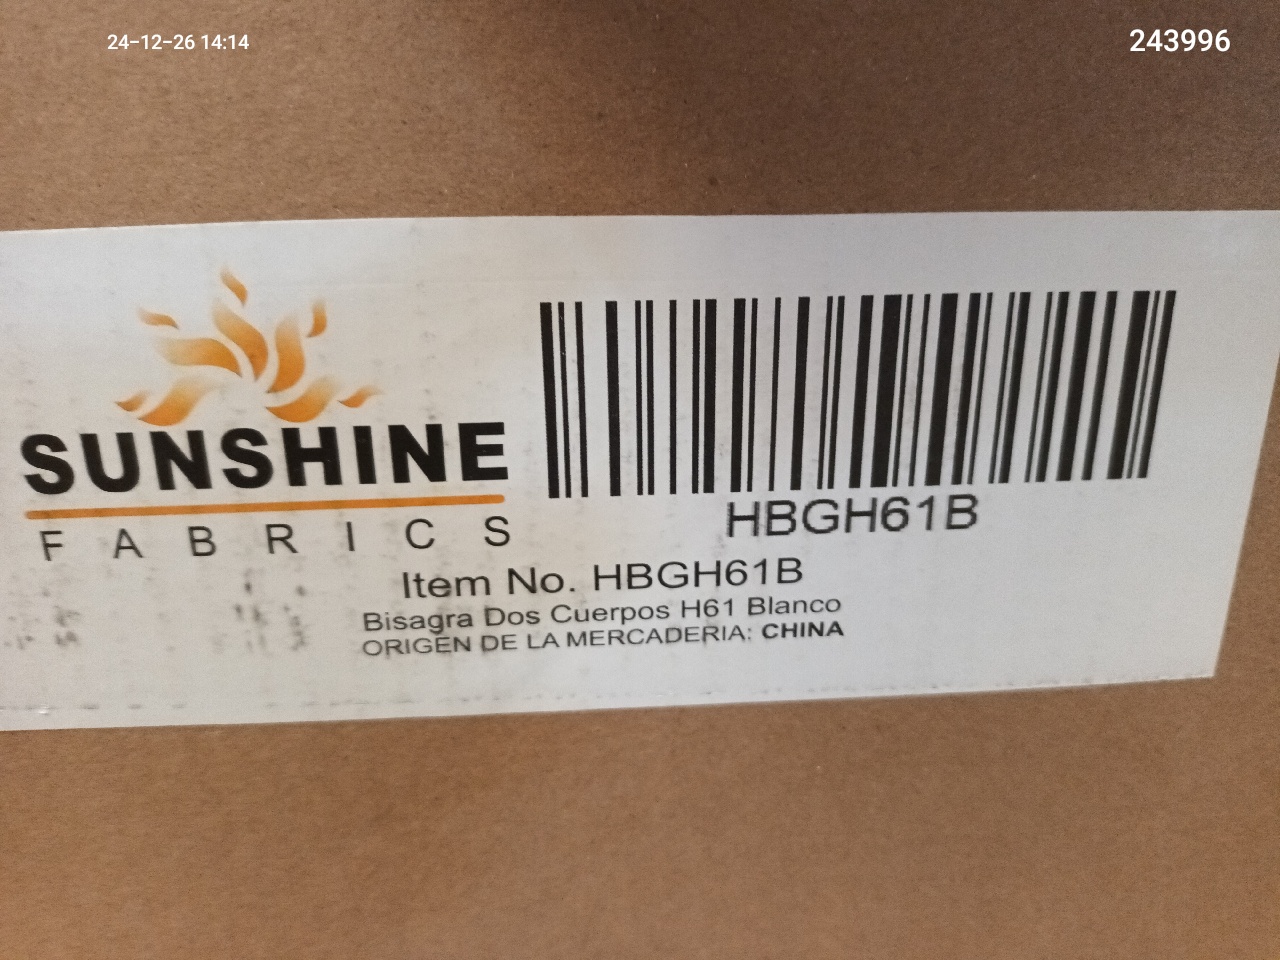 24-12-26 14:14
243996
SUNSHINE
FABRICS
HBGH61B
Item No. HBGH61B
Bisagra Dos Cuerpos H61 Blanco
ORIGEN DE LA MERCADERIA: CHINA